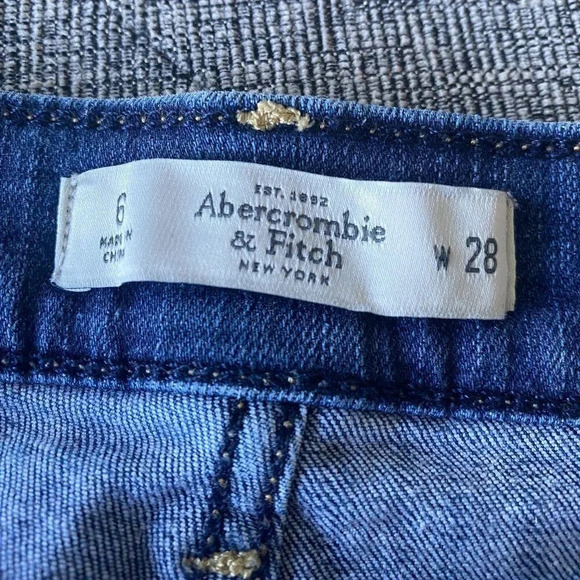 6
MADE IN
CHINA
EST. 1892
Abercrombie
& Fitch
NEW YORK
W 28